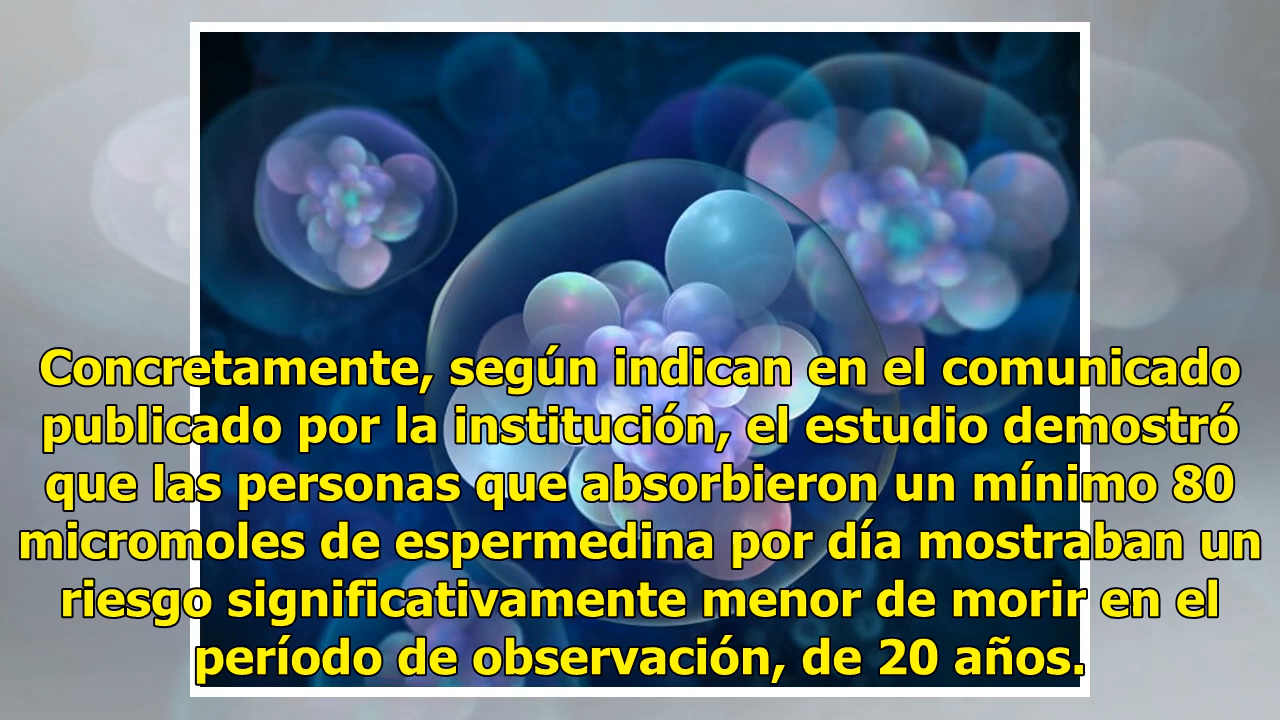 Concretamente, según indican en el comunicado
publicado por la institución, el estudio demostró
que las personas que absorbieron un mínimo 80
micromoles de espermedina por día mostraban un
riesgo significativamente menor de morir en el
período de observación, de 20 años.